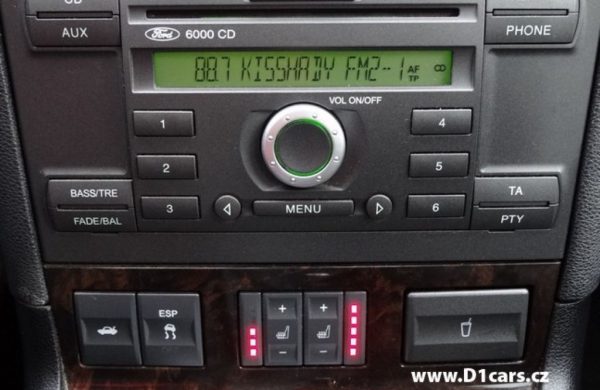 AUX
Ford 6000 CD
PHONE
88.7 KISSHADY FM2-1 AF TP CD
VOL ON/OFF
1
4
2
5
BASS/TRE
FADE/BAL
3
MENU
6
TA
PTY
ESP
+ +
- -
www.D1cars.cz